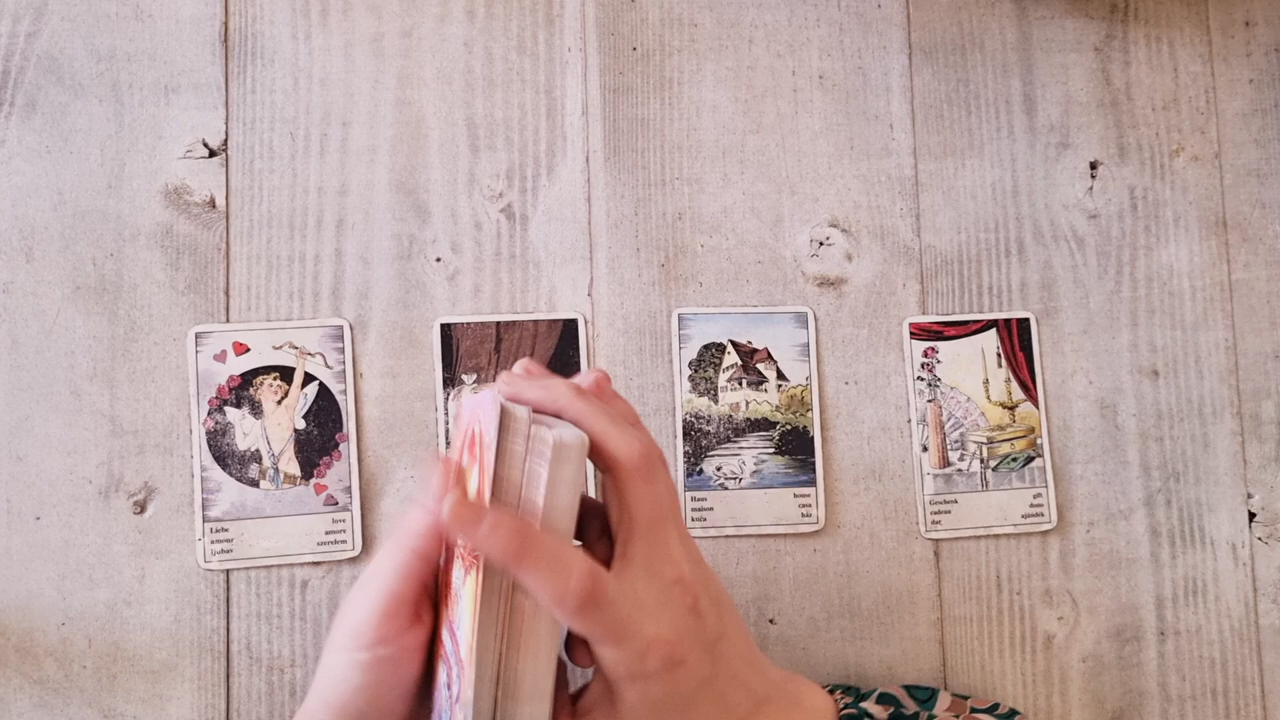 Liebe love
amour amore
ljubav szerelem
Haus house
maison casa
kuća ház
Geschenk gift
cadeau dono
dar ajándék